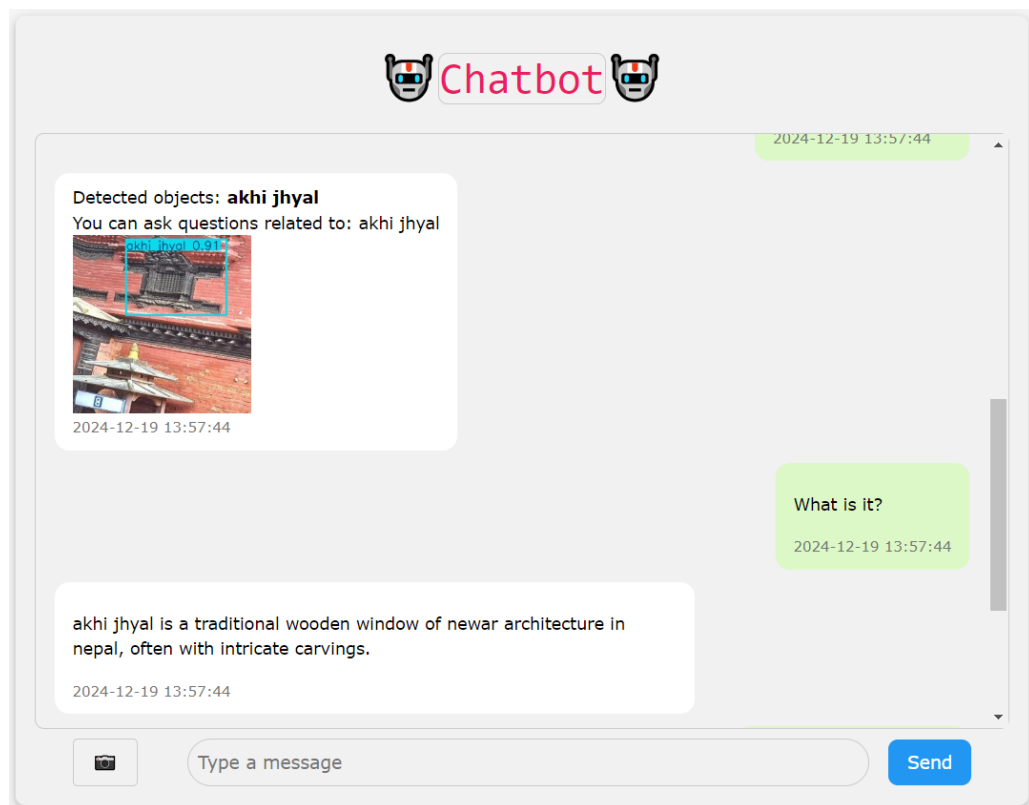 Chatbot
2024-12-19 13:57:44
Detected objects: akhi jhyal
You can ask questions related to: akhi jhyal
akhi jhyal 0.91
8
2024-12-19 13:57:44
What is it?
2024-12-19 13:57:44
akhi jhyal is a traditional wooden window of newar architecture in
nepal, often with intricate carvings.
2024-12-19 13:57:44
Type a message
Send